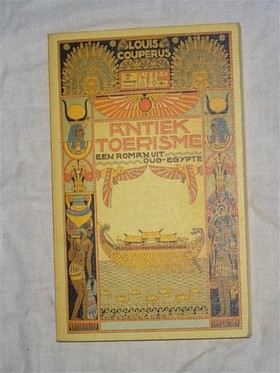 LOUIS
COUPERUS
ANTIEK
TOERISME
EEN ROMAN UIT
OUD-EGYPTE